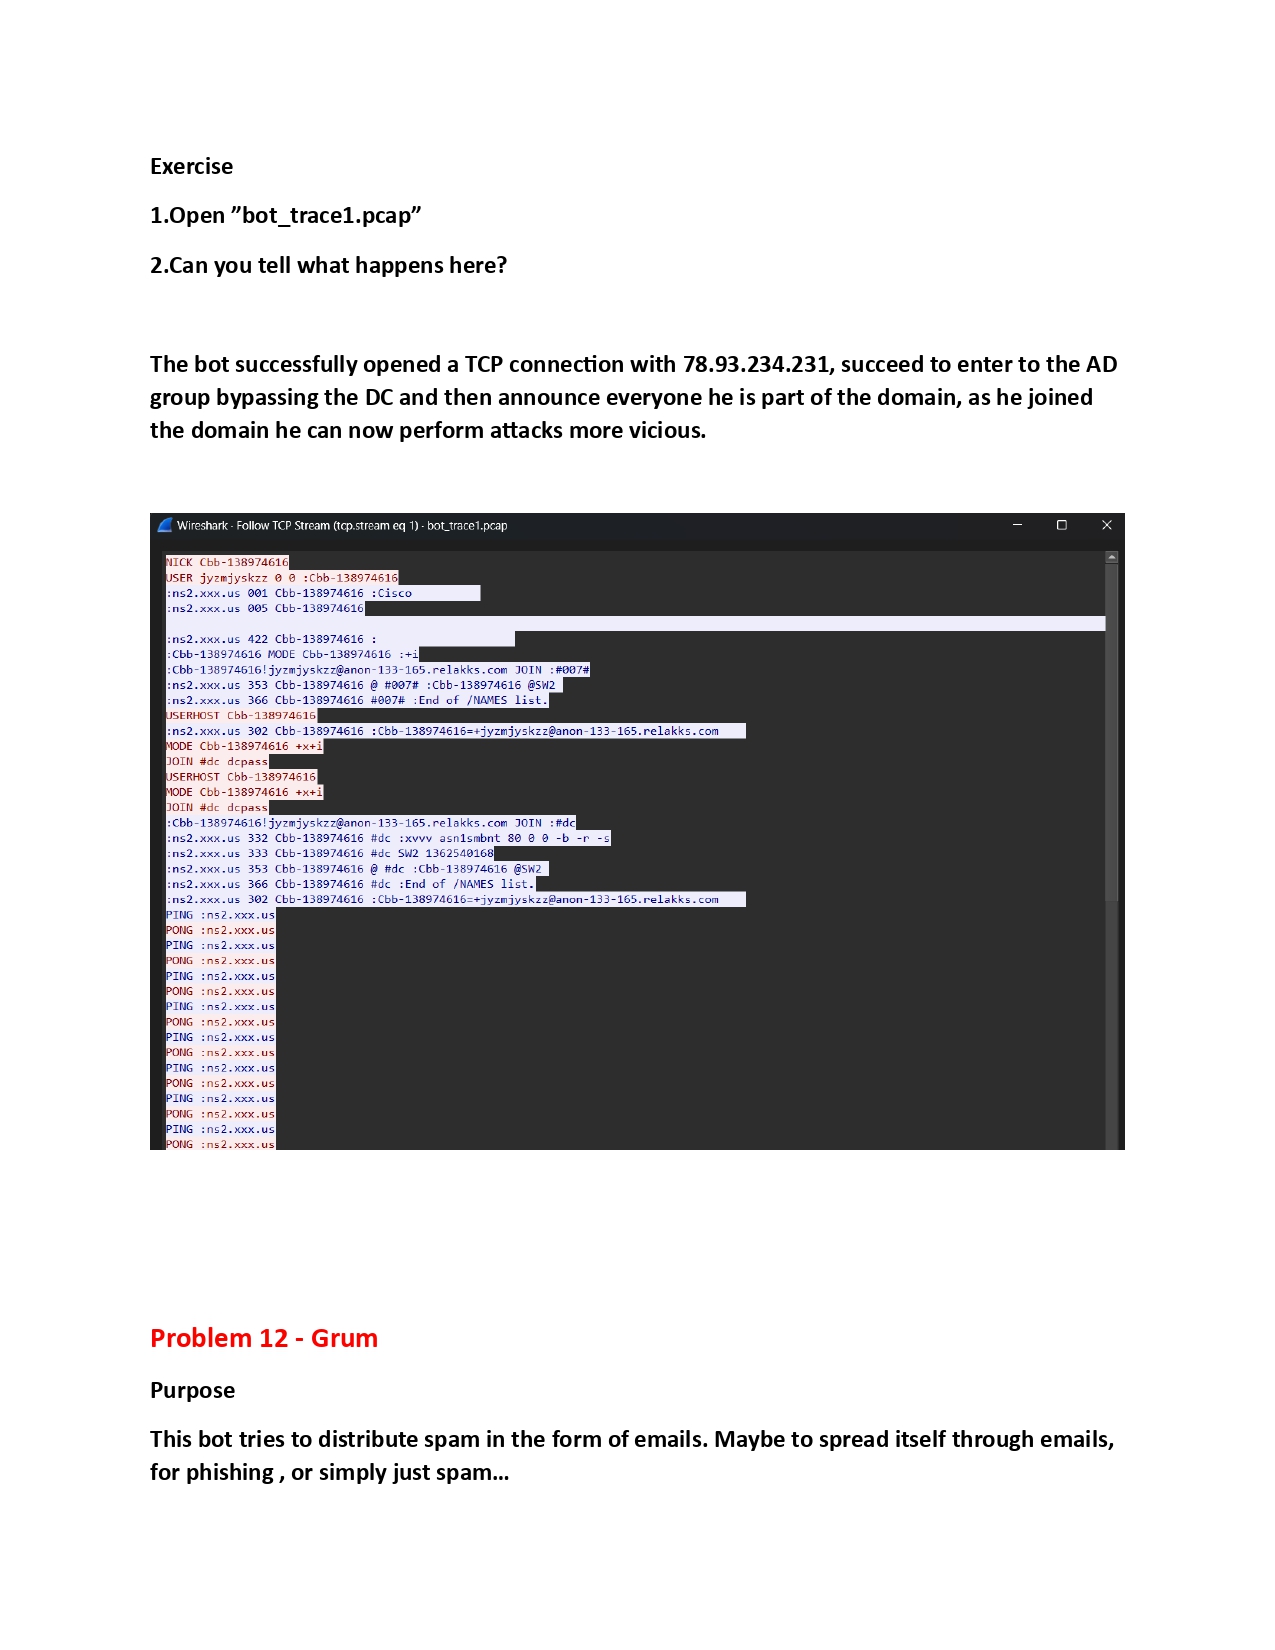 Exercise
1.Open ”bot_trace1.pcap”
2.Can you tell what happens here?
The bot successfully opened a TCP connection with 78.93.234.231, succeed to enter to the AD
group bypassing the DC and then announce everyone he is part of the domain, as he joined
the domain he can now perform attacks more vicious.
Wireshark - Follow TCP Stream (tcp.stream eq 1) - bot_trace1.pcap
NICK Cbb-138974616
USER jyzmjyskzz 0 0 :Cbb-138974616
:ns2.xxx.us 001 Cbb-138974616 :Cisco
:ns2.xxx.us 005 Cbb-138974616
:ns2.xxx.us 422 Cbb-138974616 :
:Cbb-138974616 MODE Cbb-138974616 :+i
:Cbb-138974616!jyzmjyskzz@anon-133-165.relakks.com JOIN :#007#
:ns2.xxx.us 353 Cbb-138974616 @ #007# :Cbb-138974616 @SW2
:ns2.xxx.us 366 Cbb-138974616 #007# :End of /NAMES list.
USERHOST Cbb-138974616
:ns2.xxx.us 302 Cbb-138974616 :Cbb-138974616=+jyzmjyskzz@anon-133-165.relakks.com
MODE Cbb-138974616 +x+i
JOIN #dc dcpass
USERHOST Cbb-138974616
MODE Cbb-138974616 +x+i
JOIN #dc dcpass
:Cbb-138974616!jyzmjyskzz@anon-133-165.relakks.com JOIN :#dc
:ns2.xxx.us 332 Cbb-138974616 #dc :xvvv asn1smbnt 80 0 0 -b -r -s
:ns2.xxx.us 333 Cbb-138974616 #dc SW2 1362540168
:ns2.xxx.us 353 Cbb-138974616 @ #dc :Cbb-138974616 @SW2
:ns2.xxx.us 366 Cbb-138974616 #dc :End of /NAMES list.
:ns2.xxx.us 302 Cbb-138974616 :Cbb-138974616=+jyzmjyskzz@anon-133-165.relakks.com
PING :ns2.xxx.us
PONG :ns2.xxx.us
PING :ns2.xxx.us
PONG :ns2.xxx.us
PING :ns2.xxx.us
PONG :ns2.xxx.us
PING :ns2.xxx.us
PONG :ns2.xxx.us
PING :ns2.xxx.us
PONG :ns2.xxx.us
PING :ns2.xxx.us
PONG :ns2.xxx.us
PING :ns2.xxx.us
PONG :ns2.xxx.us
PING :ns2.xxx.us
PONG :ns2.xxx.us
Problem 12 - Grum
Purpose
This bot tries to distribute spam in the form of emails. Maybe to spread itself through emails,
for phishing , or simply just spam…